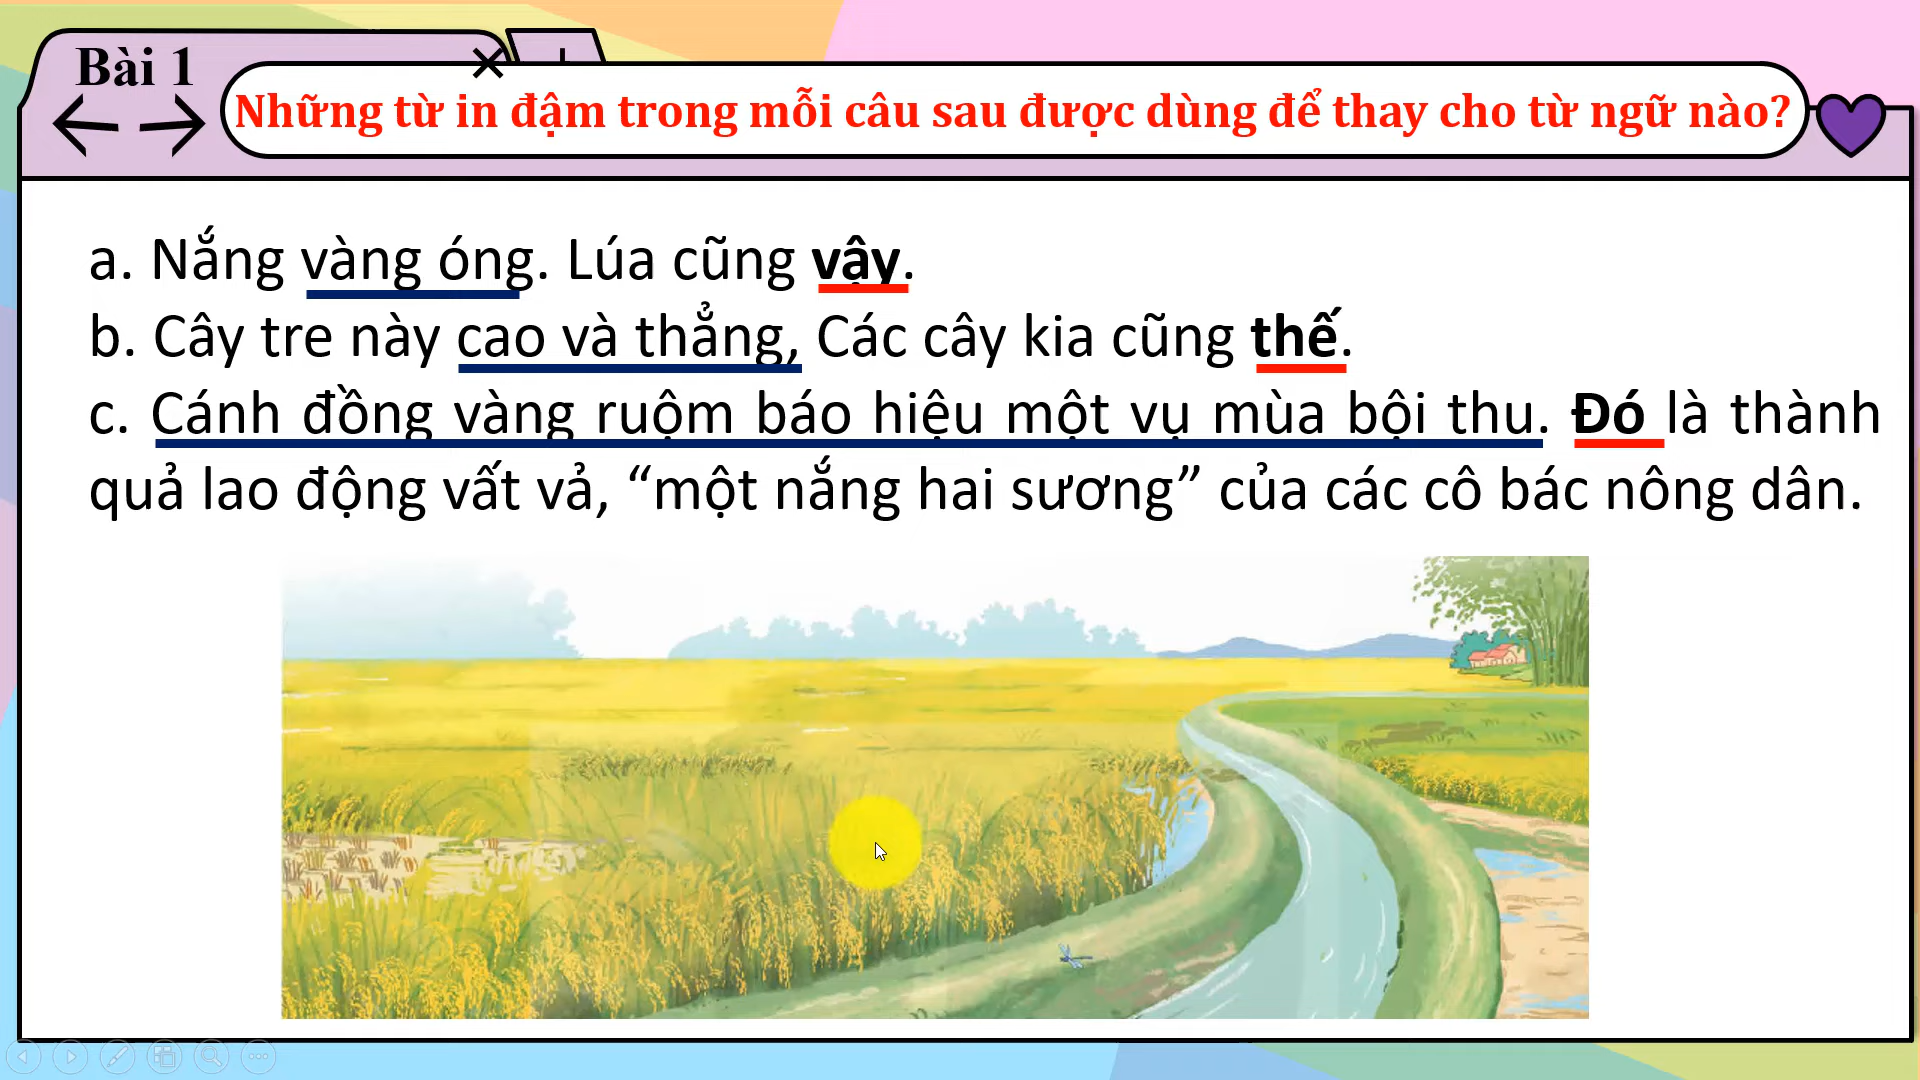 Bài 1
Những từ in đậm trong mỗi câu sau được dùng để thay cho từ ngữ nào?
a. Nắng vàng óng. Lúa cũng vậy.
b. Cây tre này cao và thẳng, Các cây kia cũng thế.
c. Cánh đồng vàng ruộm báo hiệu một vụ mùa bội thu. Đó là thành
quả lao động vất vả, “một nắng hai sương” của các cô bác nông dân.